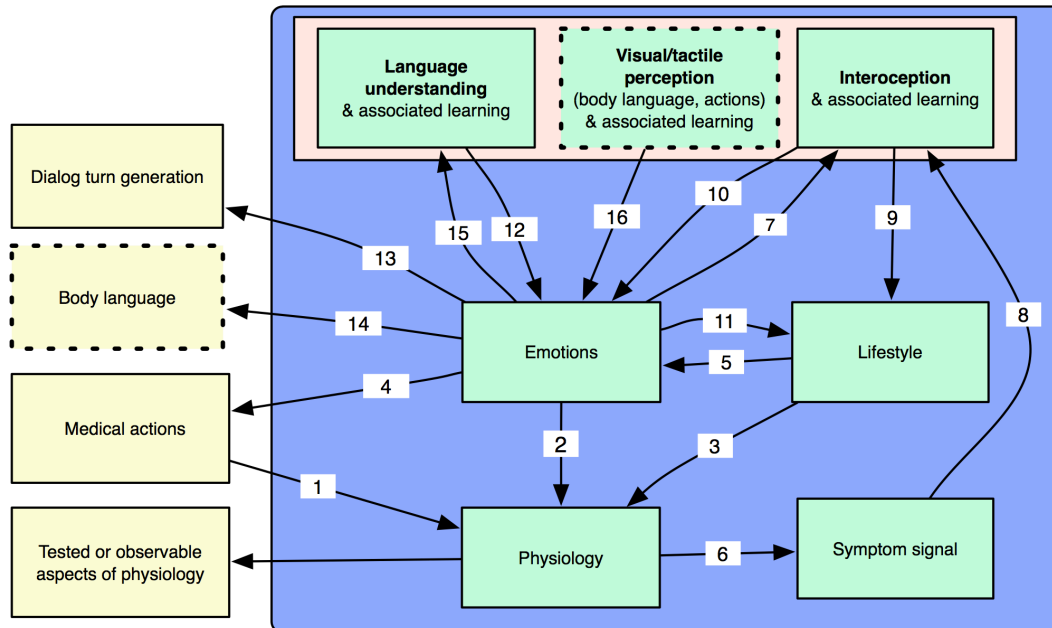 Language
understanding
& associated learning
Visual/tactile
perception
(body language, actions)
& associated learning
Interoception
& associated learning
Dialog turn generation
Body language
Medical actions
Tested or observable
aspects of physiology
15
12
16
10
7
9
13
14
11
8
Emotions
Lifestyle
5
4
2
3
1
Physiology
6
Symptom signal